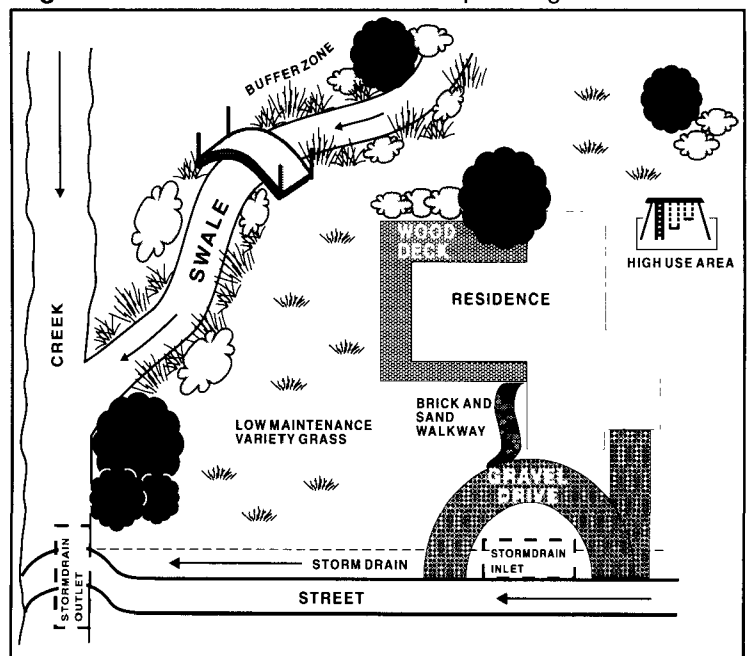 BUFFER ZONE
SWALE
CREEK
WOOD
DECK
RESIDENCE
HIGH USE AREA
LOW MAINTENANCE
VARIETY GRASS
BRICK AND
SAND
WALKWAY
GRAVEL
DRIVE
STORMDRAIN
INLET
STORM DRAIN
STORMDRAIN
OUTLET
STREET